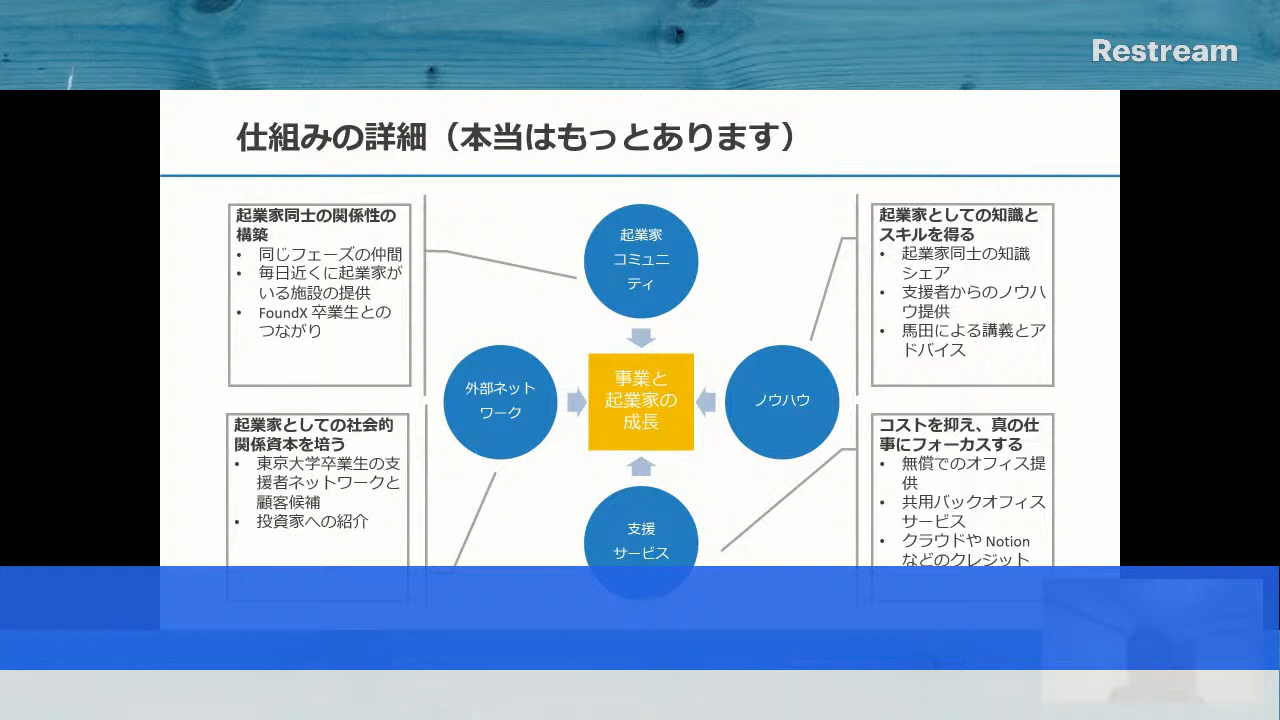 Restream
仕組みの詳細（本当はもっとあります）
起業家同士の関係性の
構築
• 同じフェーズの仲間
• 毎日近くに起業家が
いる施設の提供
• FoundX 卒業生との
つながり
起業家としての社会的
関係資本を培う
• 東京大学卒業生の支
援者ネットワークと
顧客候補
• 投資家への紹介
起業家
コミュニ
ティ
外部ネット
ワーク
事業と
起業家の
成長
ノウハウ
支援
サービス
起業家としての知識と
スキルを得る
• 起業家同士の知識
シェア
• 支援者からのノウハ
ウ提供
• 馬田による講義とア
ドバイス
コストを抑え、真の仕
事にフォーカスする
• 無償でのオフィス提
供
• 共用バックオフィス
サービス
• クラウドや Notion
などのクレジット